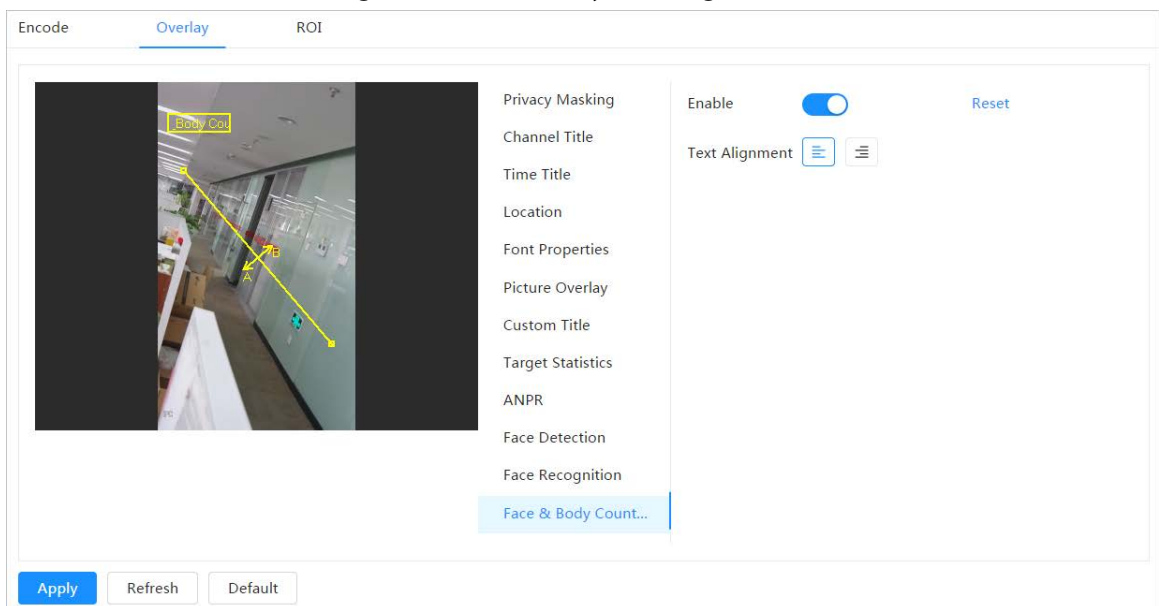 Encode Overlay ROI
Body Cou
A
B
Privacy Masking
Channel Title
Time Title
Location
Font Properties
Picture Overlay
Custom Title
Target Statistics
ANPR
Face Detection
Face Recognition
Face & Body Count...
Enable Reset
Text Alignment
Apply Refresh Default